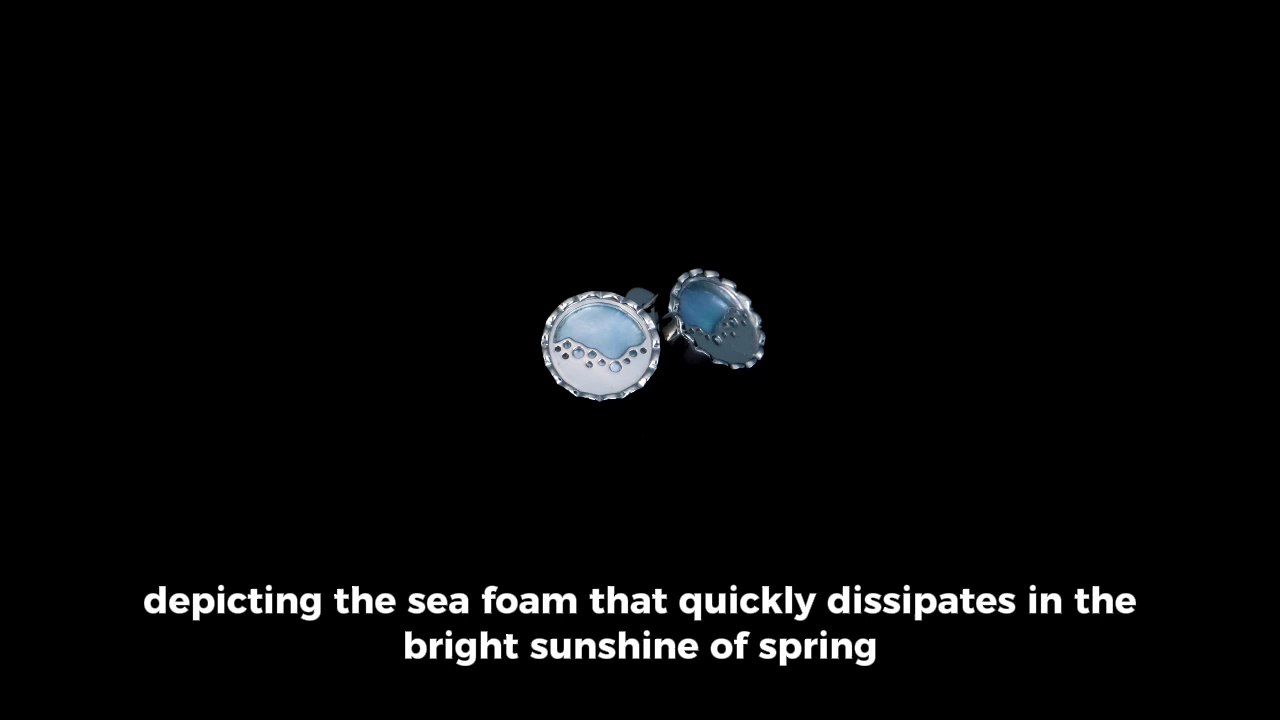 depicting the sea foam that quickly dissipates in the
bright sunshine of spring